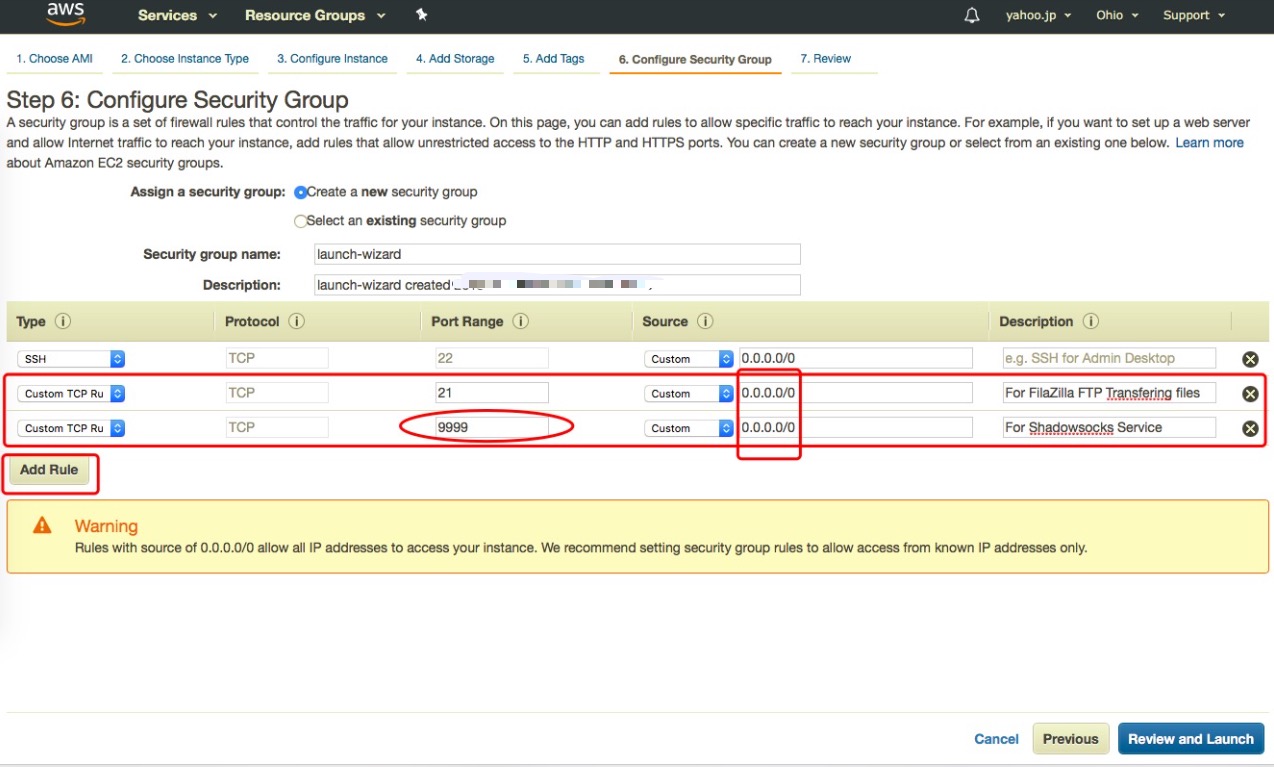 aws Services Resource Groups yahoo.jp Ohio Support
1. Choose AMI 2. Choose Instance Type 3. Configure Instance 4. Add Storage 5. Add Tags 6. Configure Security Group 7. Review
Step 6: Configure Security Group
A security group is a set of firewall rules that control the traffic for your instance. On this page, you can add rules to allow specific traffic to reach your instance. For example, if you want to set up a web server
and allow Internet traffic to reach your instance, add rules that allow unrestricted access to the HTTP and HTTPS ports. You can create a new security group or select from an existing one below. Learn more
about Amazon EC2 security groups.
Assign a security group: Create a new security group
Select an existing security group
Security group name: launch-wizard
Description: launch-wizard created
Type i Protocol i Port Range i Source i Description i
SSH TCP 22 Custom 0.0.0.0/0 e.g. SSH for Admin Desktop
Custom TCP Ru TCP 21 Custom 0.0.0.0/0 For FilaZilla FTP Transfering files
Custom TCP Ru TCP 9999 Custom 0.0.0.0/0 For Shadowsocks Service
Add Rule
Warning
Rules with source of 0.0.0.0/0 allow all IP addresses to access your instance. We recommend setting security group rules to allow access from known IP addresses only.
Cancel Previous Review and Launch